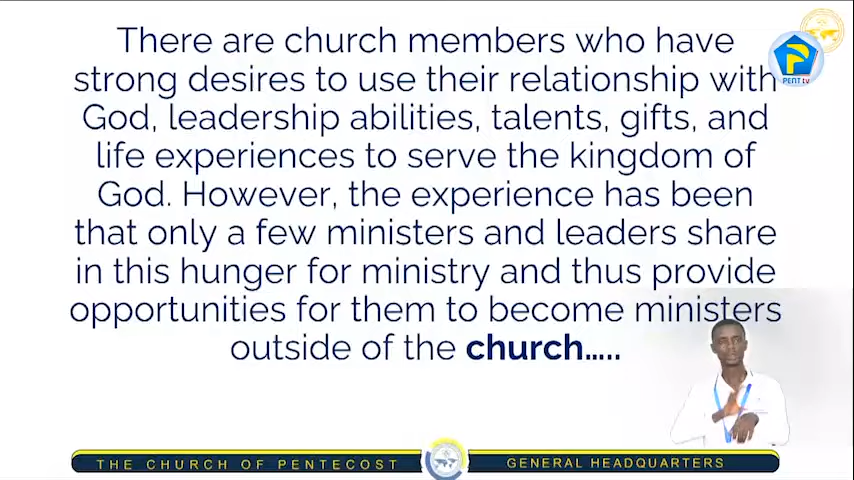 There are church members who have
strong desires to use their relationship with
God, leadership abilities, talents, gifts, and
life experiences to serve the kingdom of
God. However, the experience has been
that only a few ministers and leaders share
in this hunger for ministry and thus provide
opportunities for them to become ministers
outside of the church.....
P
PENT tv
THE CHURCH OF PENTECOST
GENERAL HEADQUARTERS